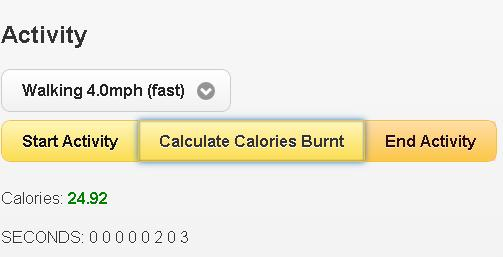 Activity
Walking 4.0mph (fast)
Start Activity Calculate Calories Burnt End Activity
Calories: 24.92
SECONDS: 0 0 0 0 0 2 0 3